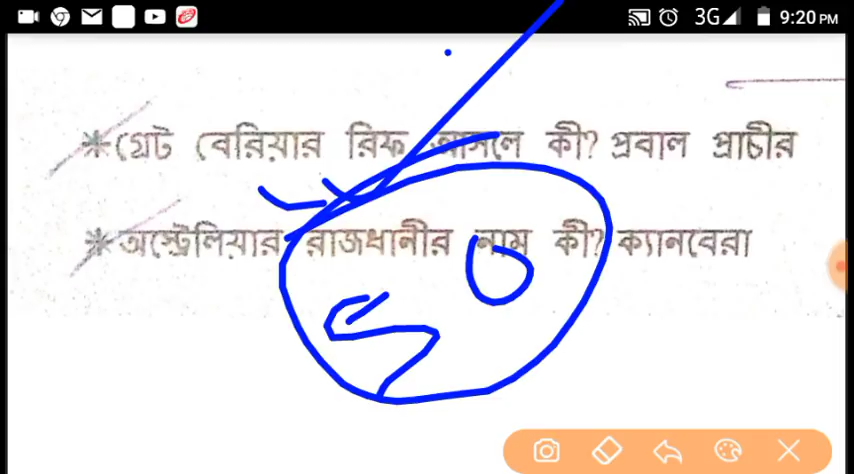 3G 9:20 PM
*গ্রেট বেরিয়ার রিফ আসলে কী? প্রবাল প্রাচীর
*অস্ট্রেলিয়ার রাজধানীর নাম কী? ক্যানবেরা